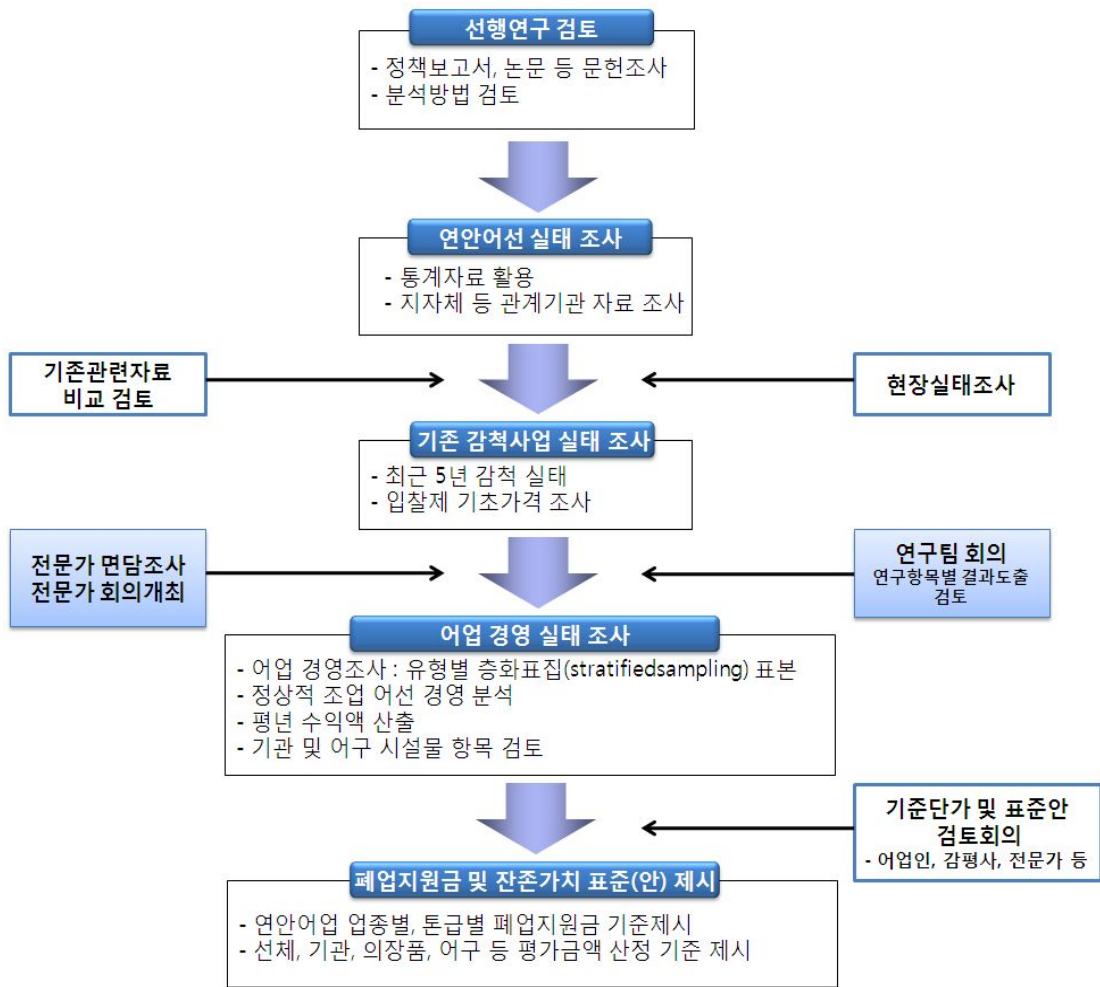 선행연구 검토
- 정책보고서, 논문 등 문헌조사
- 분석방법 검토
연안어선 실태 조사
- 통계자료 활용
- 지자체 등 관계기관 자료 조사
기존관련자료
비교 검토
현장실태조사
기존 감척사업 실태 조사
- 최근 5년 감척 실태
- 입찰제 기초가격 조사
전문가 면담조사
전문가 회의개최
연구팀 회의
연구항목별 결과도출
검토
어업 경영 실태 조사
- 어업 경영조사 : 유형별 층화표집(stratifiedsampling) 표본
- 정상적 조업 어선 경영 분석
- 평년 수익액 산출
- 기관 및 어구 시설물 항목 검토
기준단가 및 표준안
검토회의
- 어업인, 감평사, 전문가 등
폐업지원금 및 잔존가치 표준(안) 제시
- 연안어업 업종별, 톤급별 폐업지원금 기준제시
- 선체, 기관, 의장품, 어구 등 평가금액 산정 기준 제시